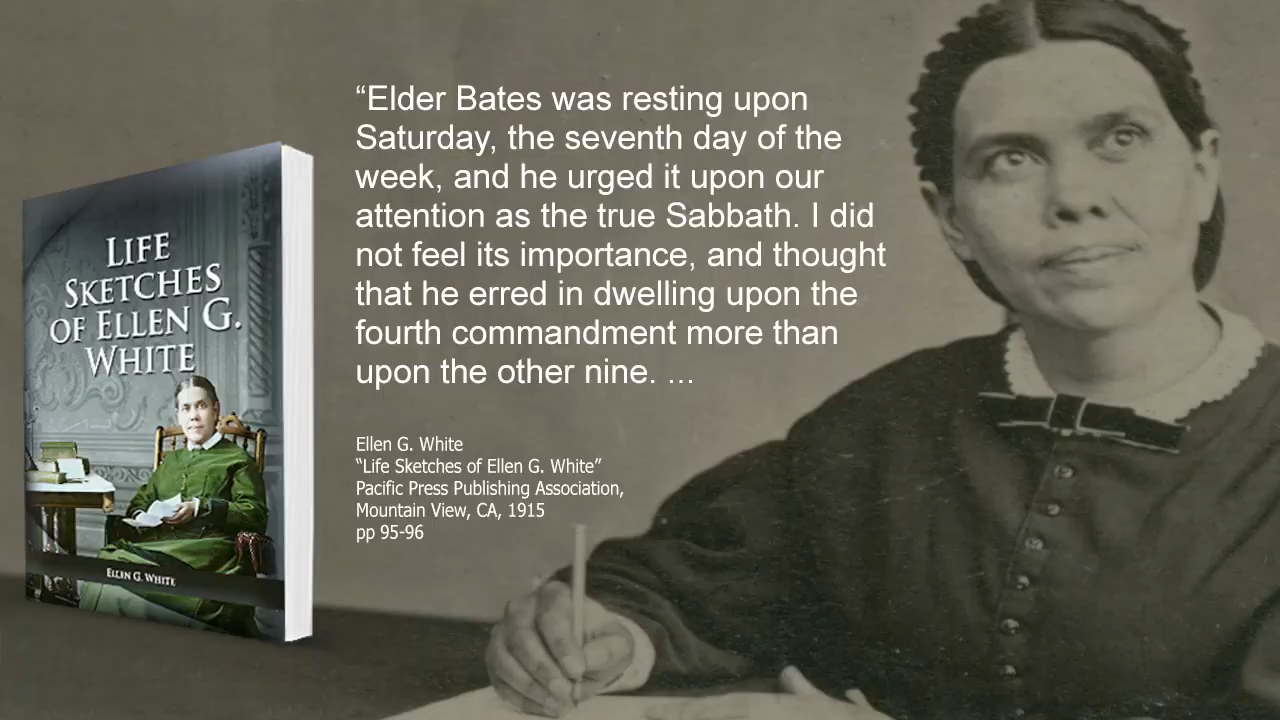 LIFE
SKETCHES
OF ELLEN G.
WHITE
ELLEN G. WHITE
“Elder Bates was resting upon
Saturday, the seventh day of the
week, and he urged it upon our
attention as the true Sabbath. I did
not feel its importance, and thought
that he erred in dwelling upon the
fourth commandment more than
upon the other nine. ...
Ellen G. White
“Life Sketches of Ellen G. White”
Pacific Press Publishing Association,
Mountain View, CA, 1915
pp 95-96